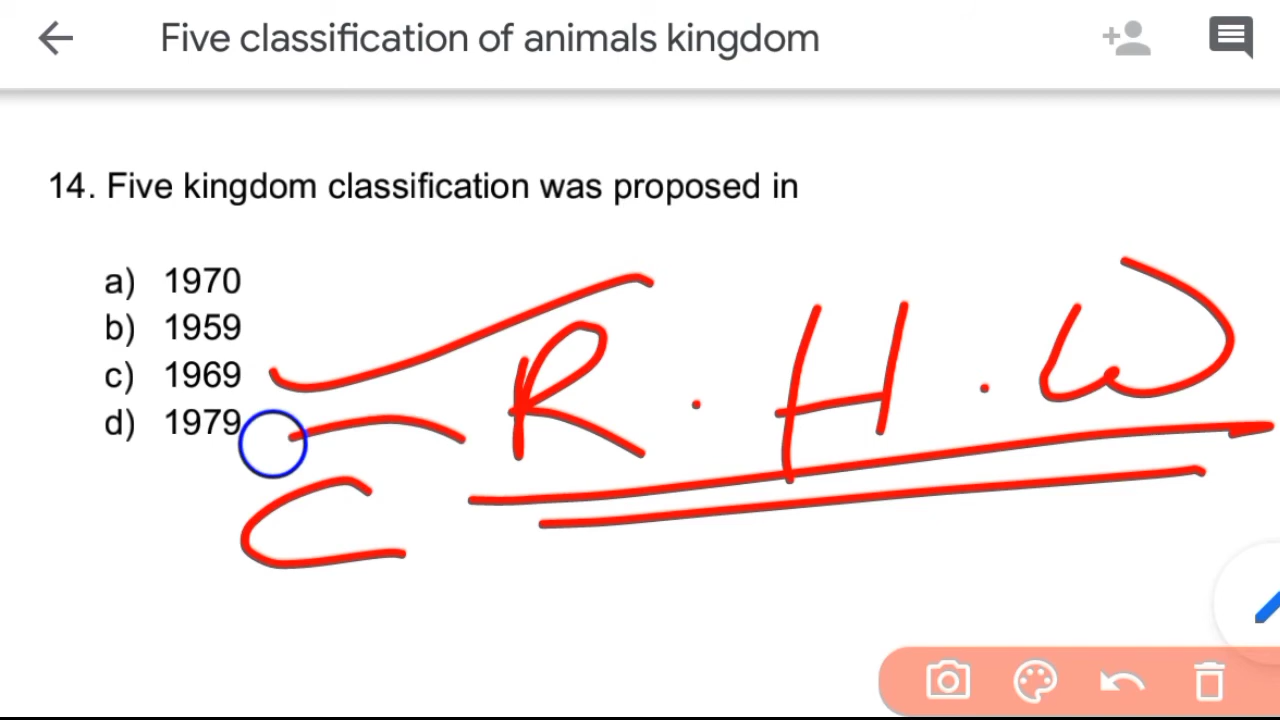 Five classification of animals kingdom
14. Five kingdom classification was proposed in
a) 1970
b) 1959
c) 1969
d) 1979
R . H . W
C